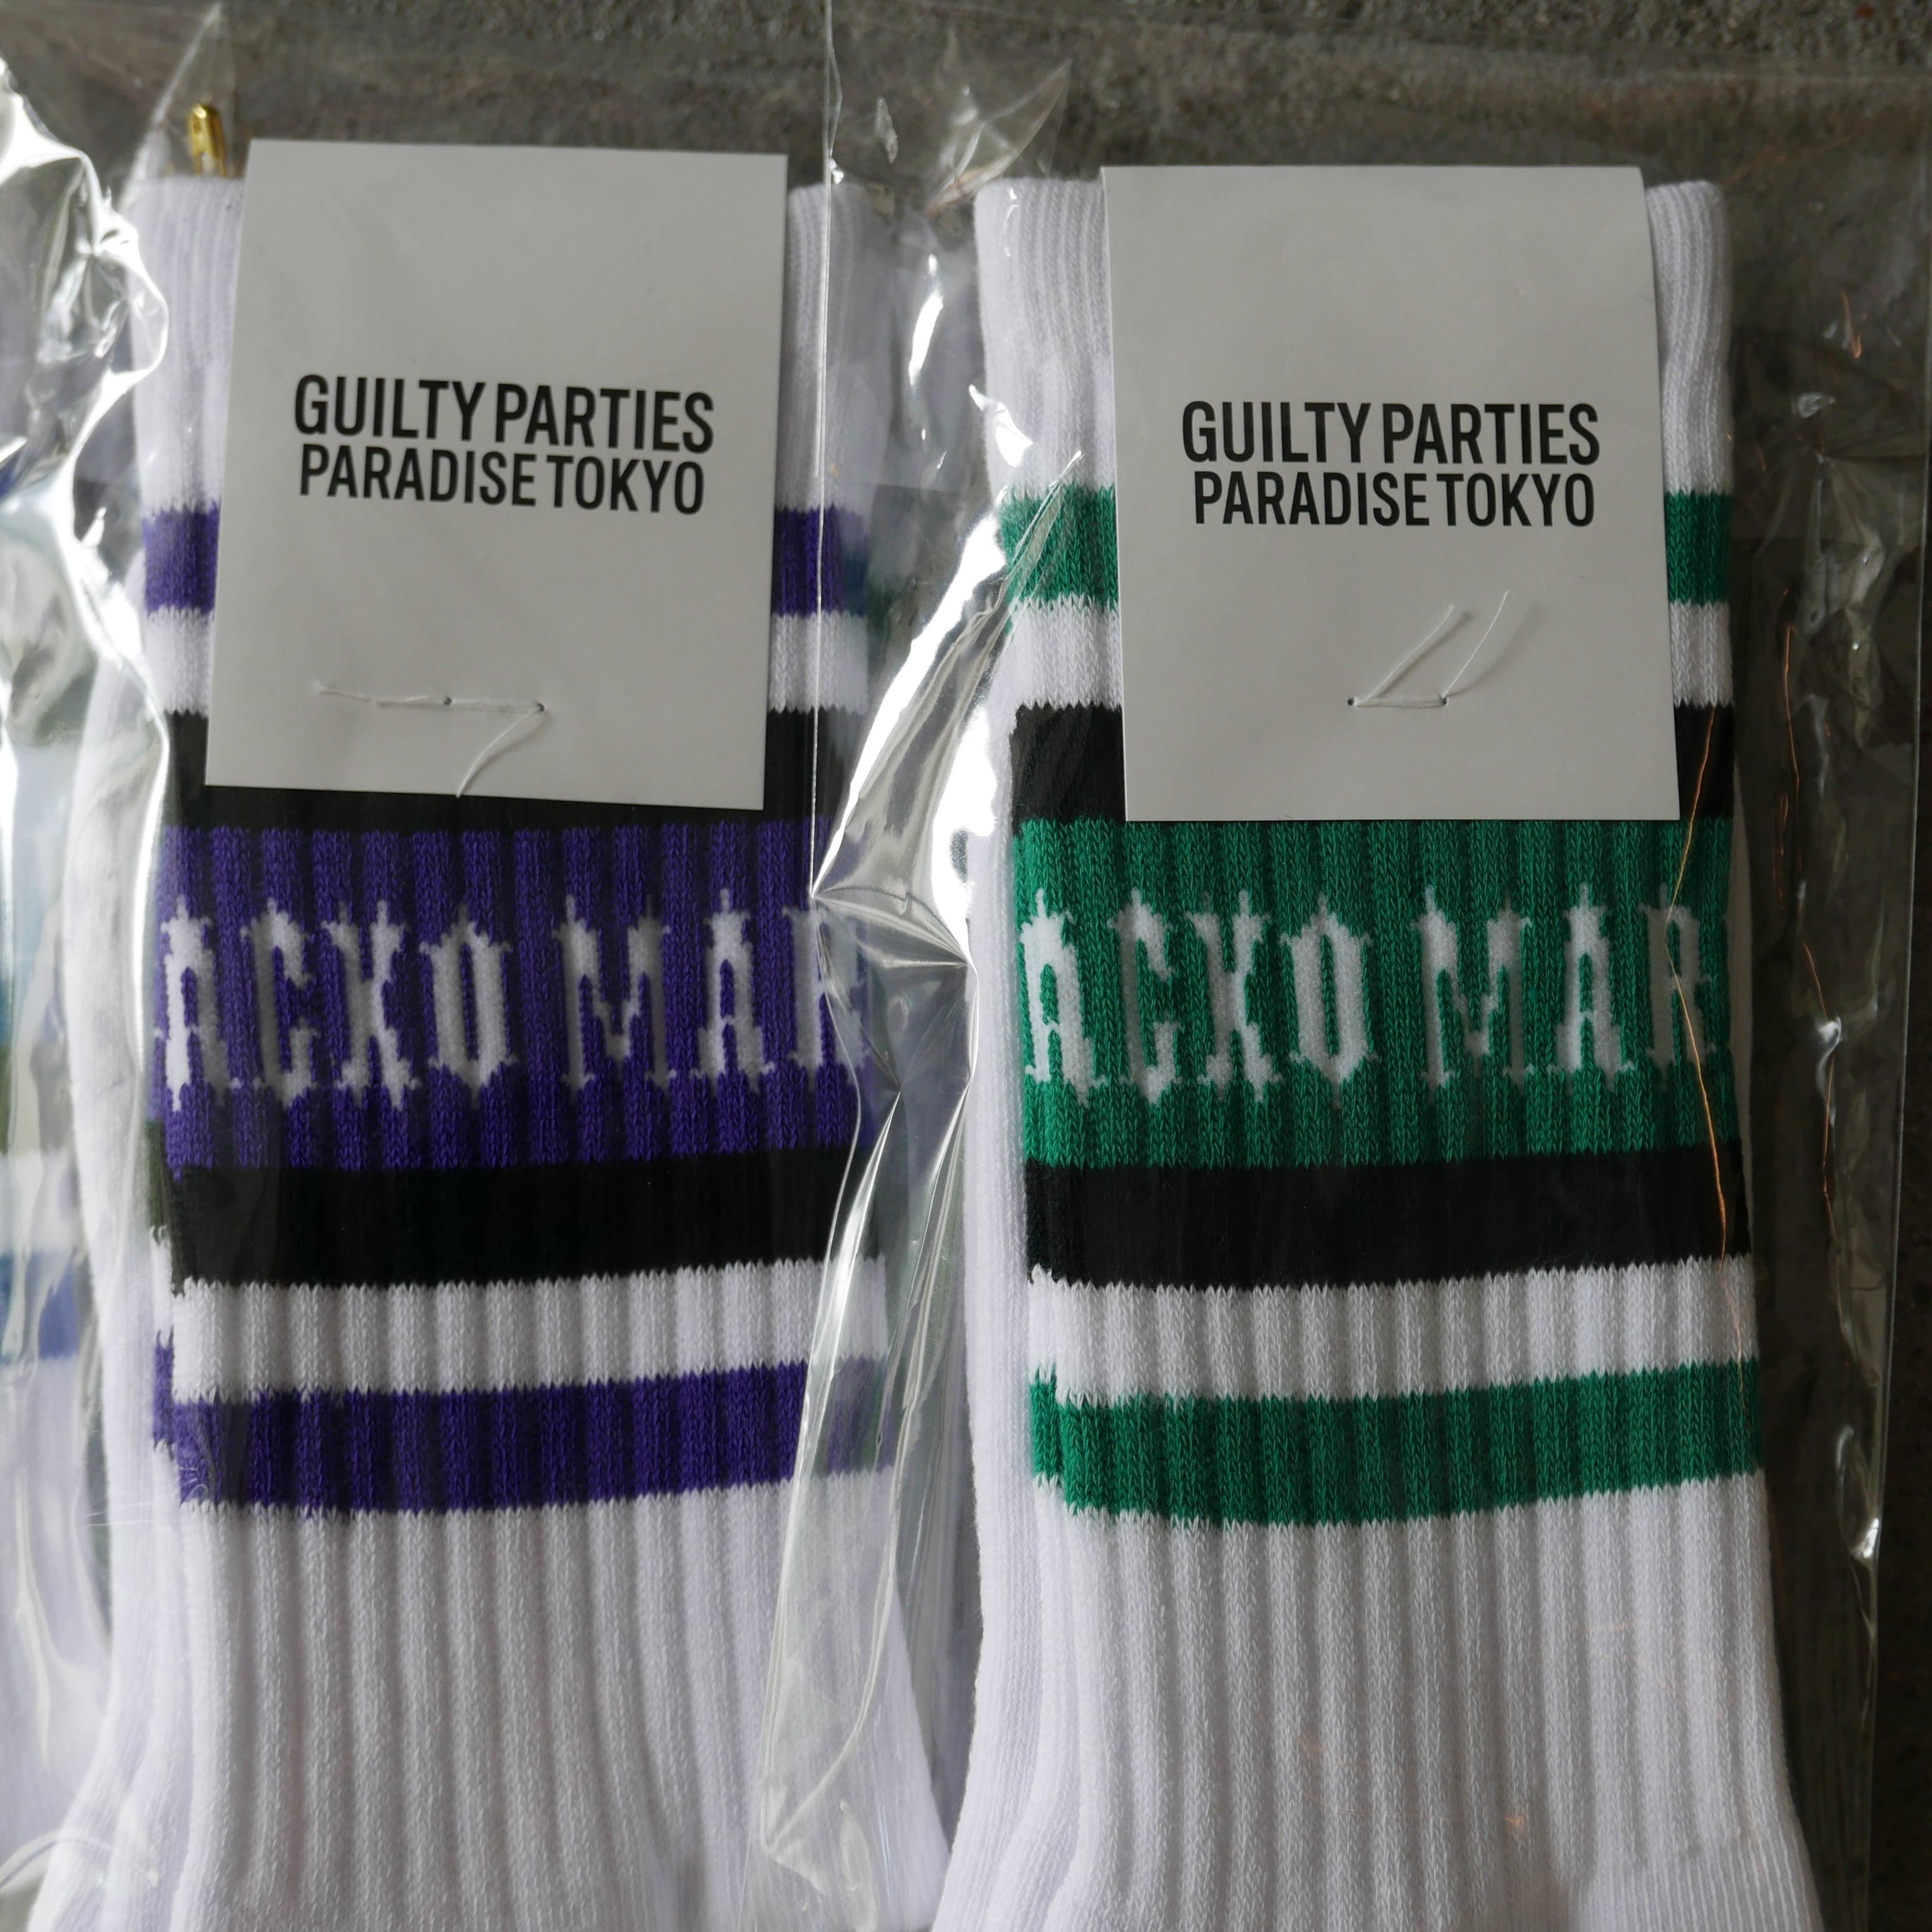 GUILTY PARTIES
PARADISE TOKYO
ACKO MAR
GUILTY PARTIES
PARADISE TOKYO
ACKO MAR